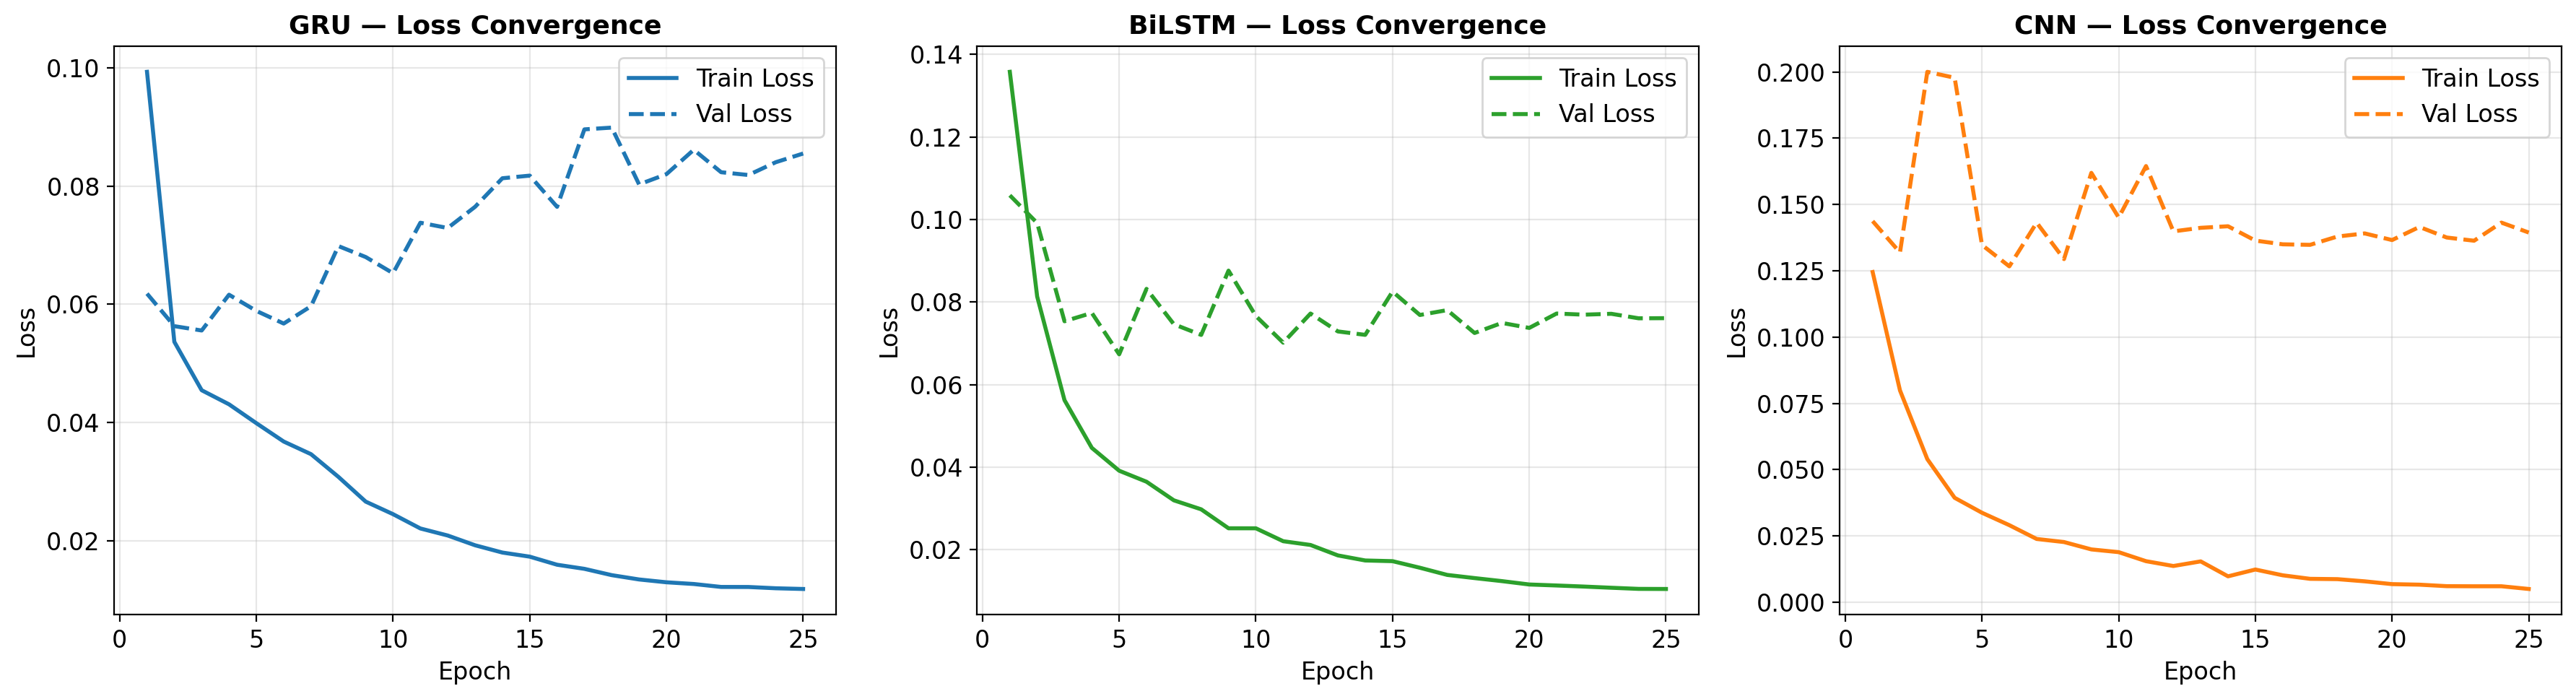 GRU — Loss Convergence
0.10
0.08
0.06
0.04
0.02
Loss
0
5
10
15
20
25
Epoch
Train Loss
Val Loss
BiLSTM — Loss Convergence
0.14
0.12
0.10
0.08
0.06
0.04
0.02
Loss
0
5
10
15
20
25
Epoch
Train Loss
Val Loss
CNN — Loss Convergence
0.200
0.175
0.150
0.125
0.100
0.075
0.050
0.025
0.000
Loss
0
5
10
15
20
25
Epoch
Train Loss
Val Loss